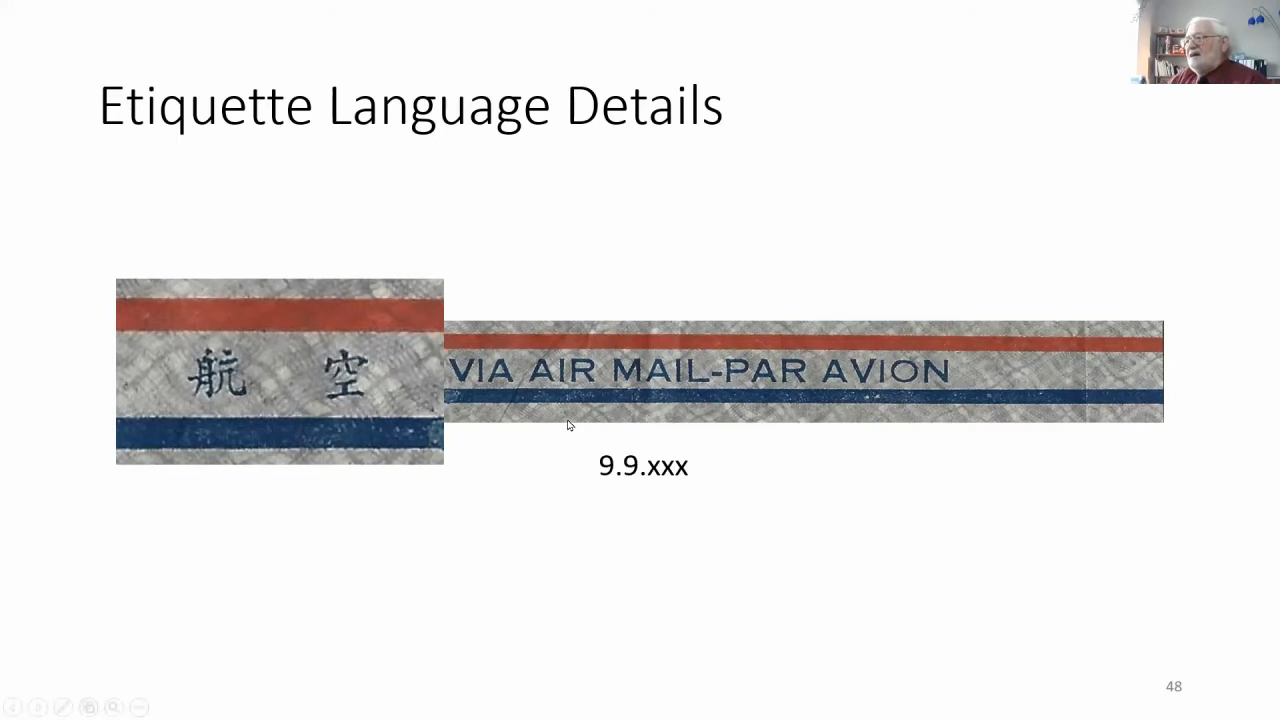 Etiquette Language Details
航 空
VIA AIR MAIL-PAR AVION
9.9.xxx
48